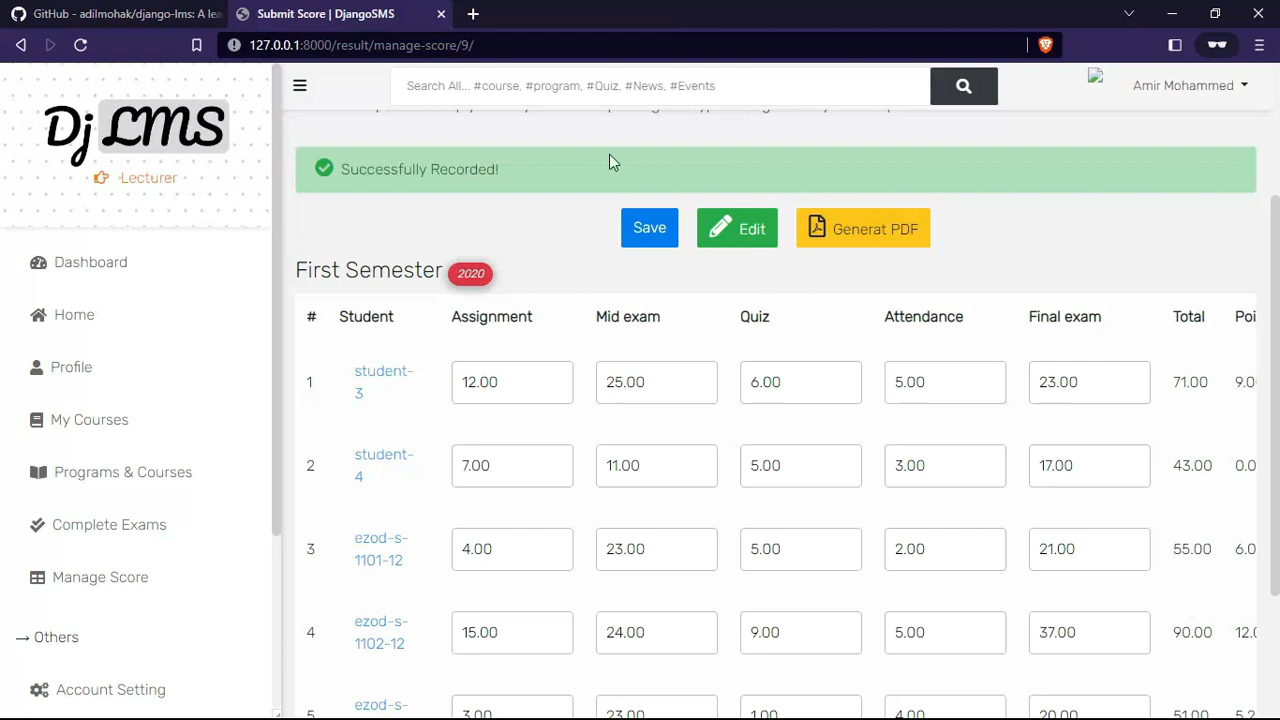 GitHub - adilmohak/django-lms: A lea
Submit Score | DjangoSMS
127.0.0.1:8000/result/manage-score/9/
Dj LMS
Lecturer
Search All... #course, #program, #Quiz, #News, #Events
Amir Mohammed
Successfully Recorded!
Save
Edit
Generat PDF
First Semester 2020
Dashboard
Home
Profile
My Courses
Programs & Courses
Complete Exams
Manage Score
→ Others
Account Setting
# Student Assignment Mid exam Quiz Attendance Final exam Total Poi
1 student-3 12.00 25.00 6.00 5.00 23.00 71.00 9.0
2 student-4 7.00 11.00 5.00 3.00 17.00 43.00 0.0
3 ezod-s-1101-12 4.00 23.00 5.00 2.00 21.00 55.00 6.0
4 ezod-s-1102-12 15.00 24.00 9.00 5.00 37.00 90.00 12.0
5 ezod-s- 3.00 23.00 1.00 4.00 20.00 51.00 5.2